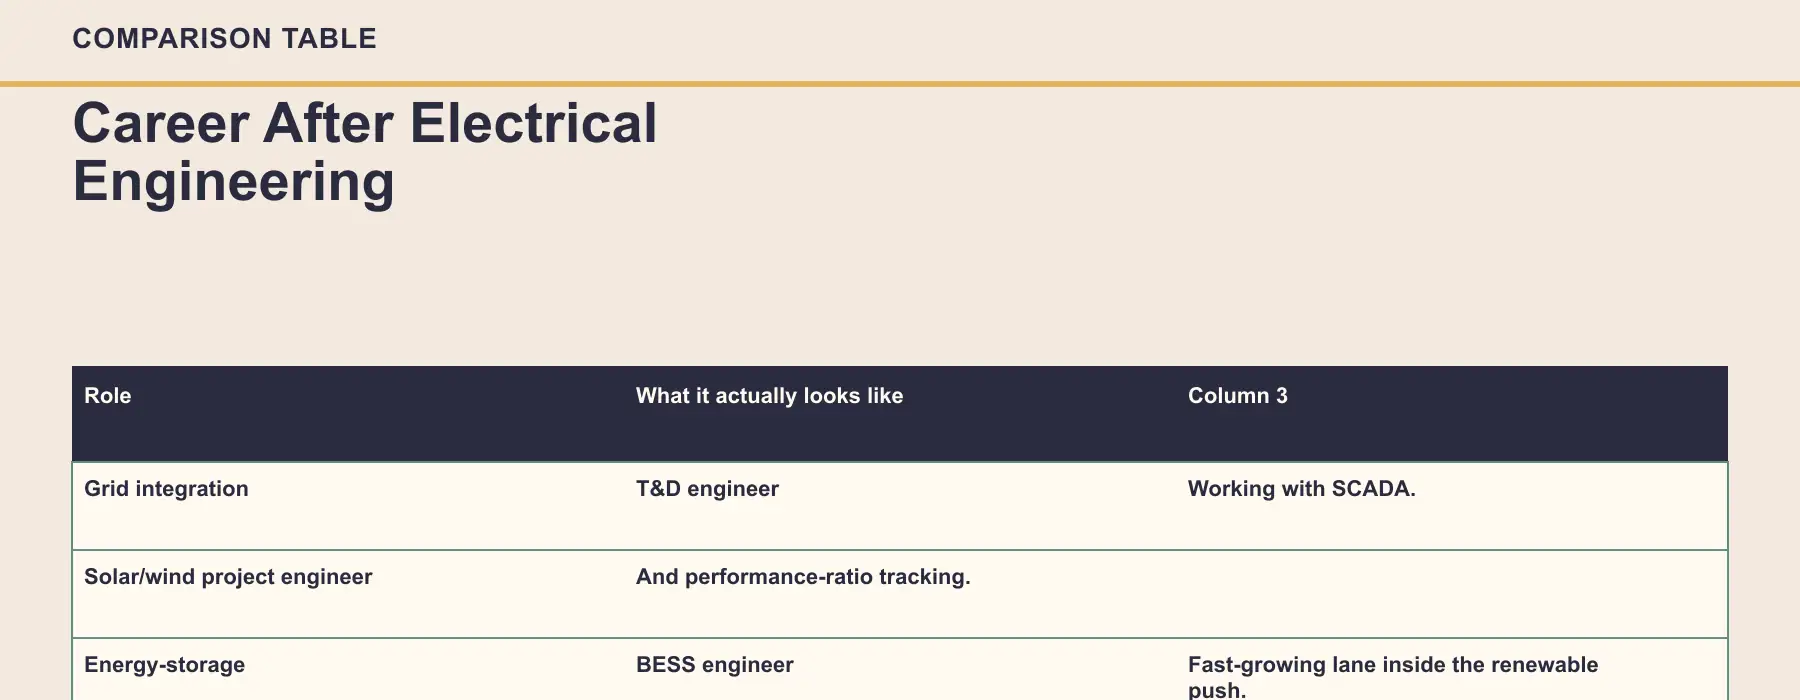 COMPARISON TABLE
Career After Electrical
Engineering
Role What it actually looks like Column 3
Grid integration T&D engineer Working with SCADA.
Solar/wind project engineer And performance-ratio tracking.
Energy-storage BESS engineer Fast-growing lane inside the renewable
push.